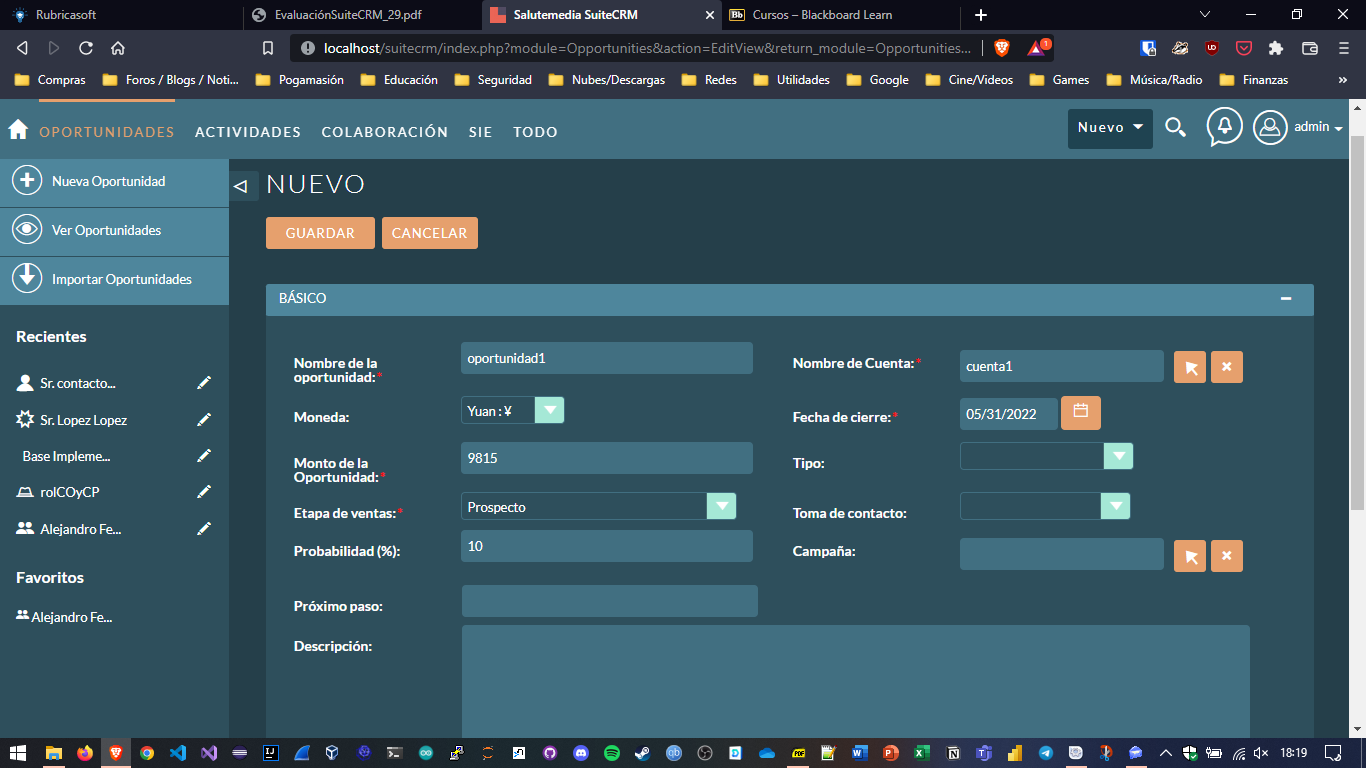 Rubricasoft
EvaluaciónSuiteCRM_29.pdf
Salutemedia SuiteCRM
Bb
Cursos – Blackboard Learn
localhost/suitecrm/index.php?module=Opportunities&action=EditView&return_module=Opportunities...
1
Compras
Foros / Blogs / Noti...
Pogamasión
Educación
Seguridad
Nubes/Descargas
Redes
Utilidades
Google
Cine/Videos
Games
Música/Radio
Finanzas
»
OPORTUNIDADES
ACTIVIDADES
COLABORACIÓN
SIE
TODO
Nuevo
admin
Nueva Oportunidad
Ver Oportunidades
Importar Oportunidades
Recientes
Sr. contacto...
Sr. Lopez Lopez
Base Impleme...
rolCOyCP
Alejandro Fe...
Favoritos
Alejandro Fe...
NUEVO
GUARDAR
CANCELAR
BÁSICO
Nombre de la
oportunidad:*
oportunidad1
Nombre de Cuenta:*
cuenta1
Moneda:
Yuan : ¥
Fecha de cierre:*
05/31/2022
Monto de la
Oportunidad:*
9815
Tipo:
Etapa de ventas:*
Prospecto
Toma de contacto:
Probabilidad (%):
10
Campaña:
Próximo paso:
Descripción:
18:19